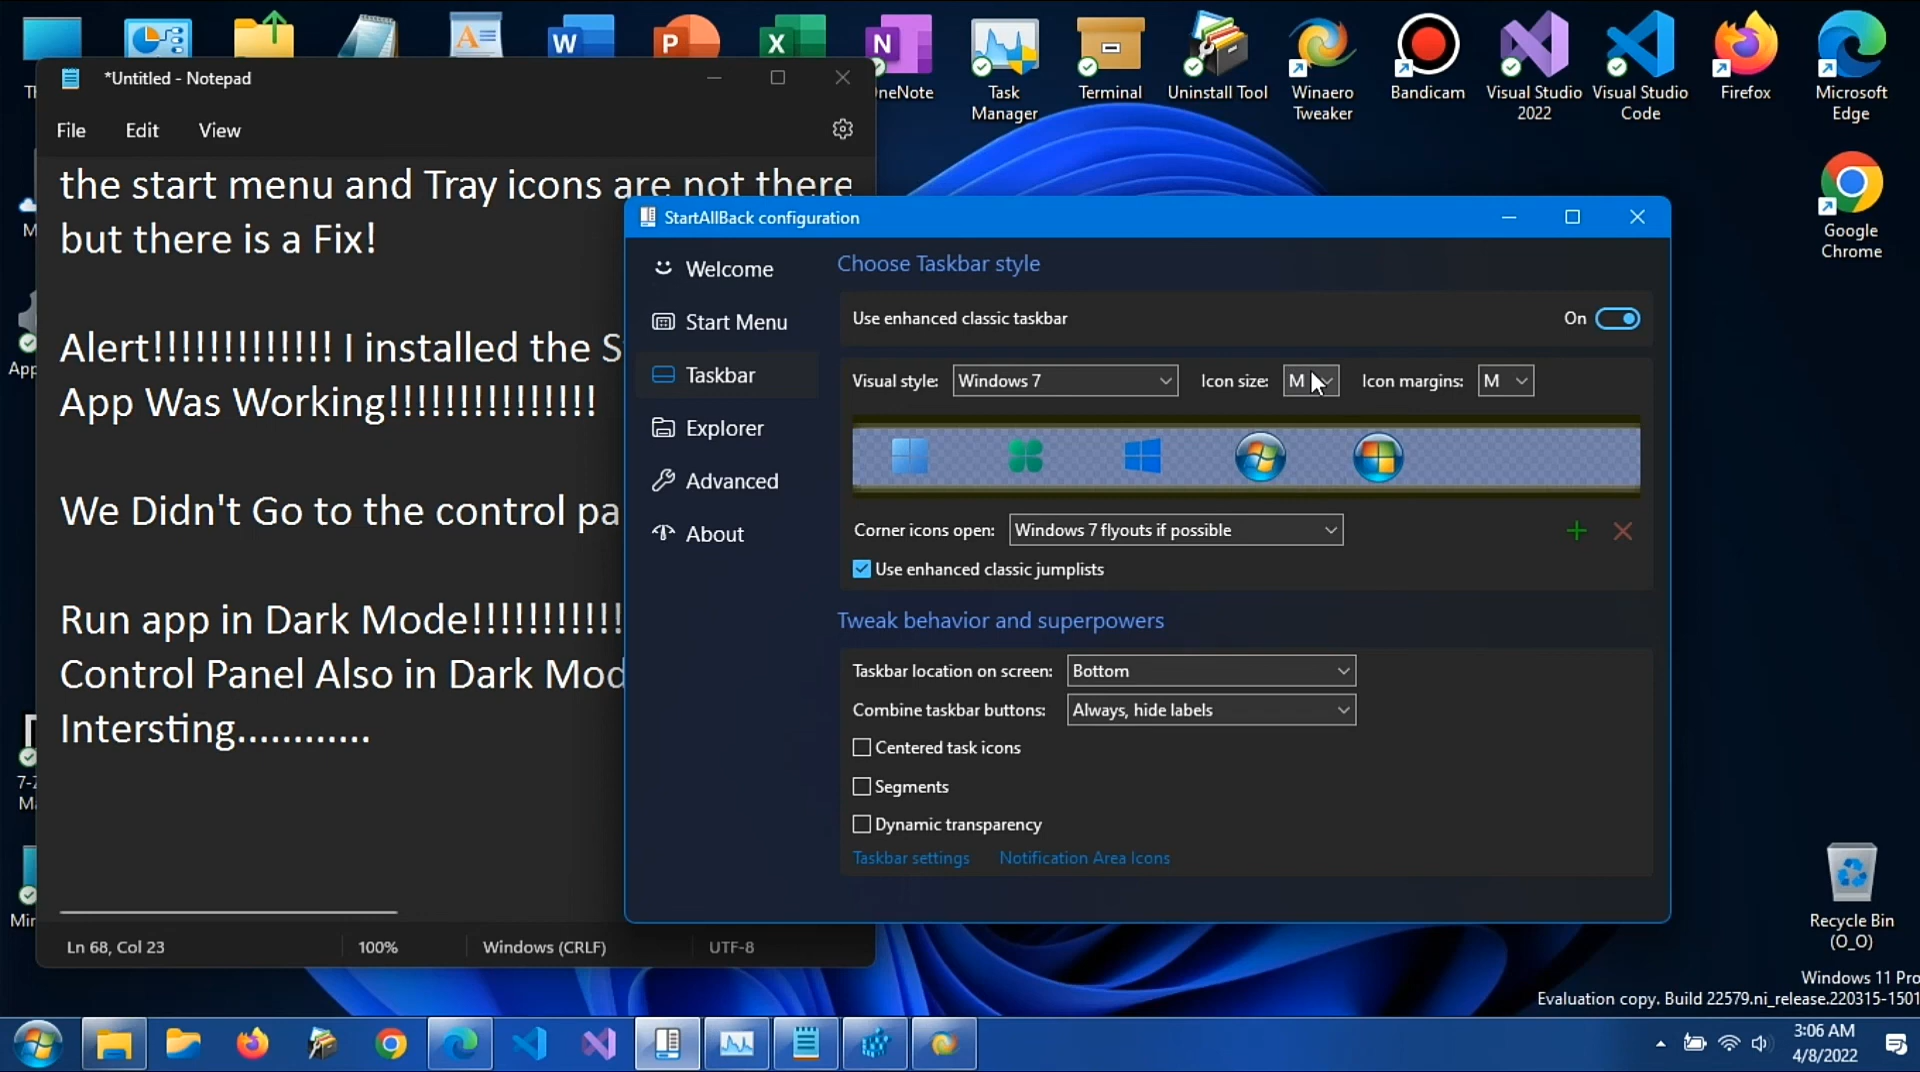 Task
Manager
Terminal
Uninstall Tool
Winaero
Tweaker
Bandicam
Visual Studio
2022
Visual Studio
Code
Firefox
Microsoft
Edge
Google
Chrome
*Untitled - Notepad
File Edit View
the start menu and Tray icons are not there
but there is a Fix!
Alert!!!!!!!!!!!!! I installed the S
App Was Working!!!!!!!!!!!!!!!
We Didn't Go to the control pa
Run app in Dark Mode!!!!!!!!!!!!
Control Panel Also in Dark Mod
Intersting............
Ln 68, Col 23 100% Windows (CRLF) UTF-8
StartAllBack configuration
Welcome
Start Menu
Taskbar
Explorer
Advanced
About
Choose Taskbar style
Use enhanced classic taskbar On
Visual style: Windows 7 Icon size: M Icon margins: M
Corner icons open: Windows 7 flyouts if possible
Use enhanced classic jumplists
Tweak behavior and superpowers
Taskbar location on screen: Bottom
Combine taskbar buttons: Always, hide labels
Centered task icons
Segments
Dynamic transparency
Taskbar settings Notification Area Icons
Recycle Bin
(O_O)
Windows 11 Pro
Evaluation copy. Build 22579.ni_release.220315-1501
3:06 AM
4/8/2022